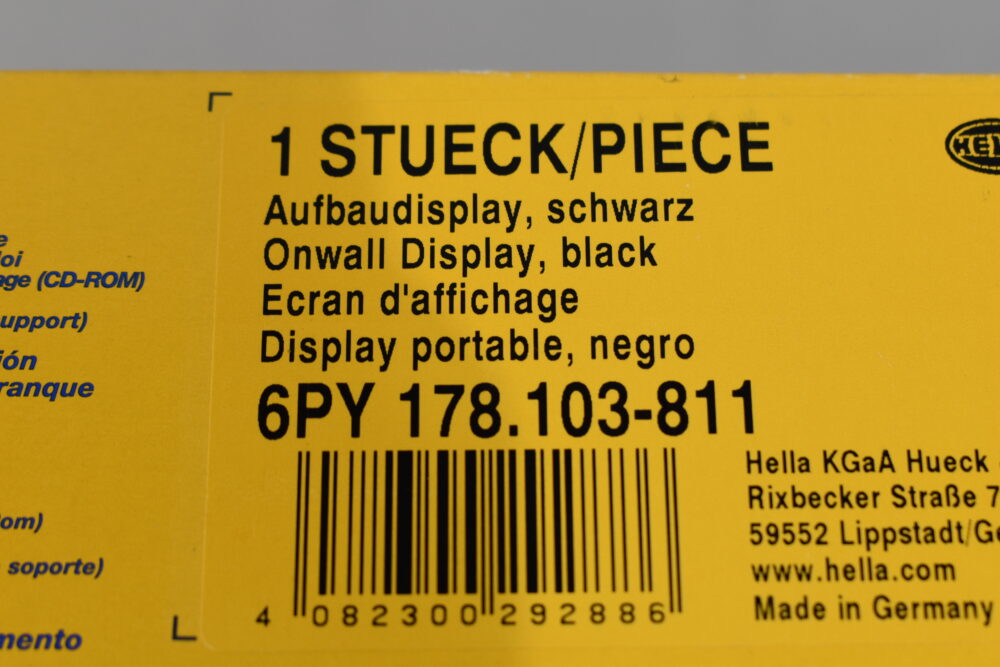 1 STUECK/PIECE
Aufbaudisplay, schwarz
Onwall Display, black
Ecran d'affichage
Display portable, negro
6PY 178.103-811
4 082300 292886
Hella KGaA Hueck
Rixbecker Straße 7
59552 Lippstadt/Ge
www.hella.com
Made in Germany
(CD-ROM)
upport)
ión
ranque
om)
soporte)
mento